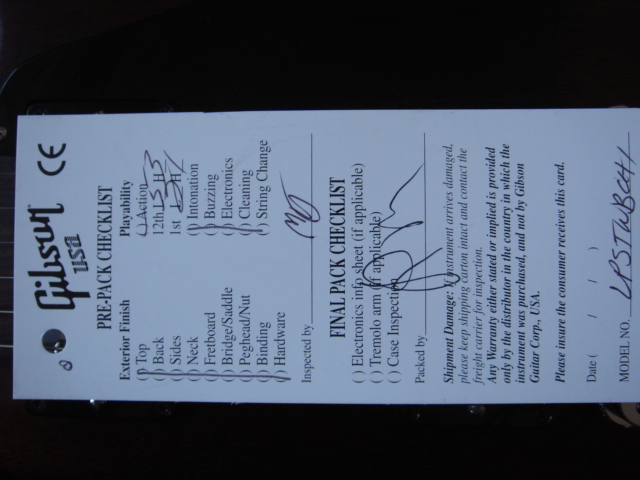 Gibson
USA
CE
PRE-PACK CHECKLIST
Exterior Finish
( ) Top
( ) Back
( ) Sides
( ) Neck
( ) Fretboard
( ) Bridge/Saddle
( ) Peghead/Nut
( ) Binding
( ) Hardware
Playability
( ) Action
12th
1st
( ) Intonation
( ) Buzzing
( ) Electronics
( ) Cleaning
( ) String Change
Inspected by
FINAL PACK CHECKLIST
( ) Electronics info sheet (if applicable)
( ) Tremolo arm (if applicable)
( ) Case Inspection
Packed by
Shipment Damage: If instrument arrives damaged,
please keep shipping carton intact and contact the
freight carrier for inspection.
Any Warranty either stated or implied is provided
only by the distributor in the country in which the
instrument was purchased, and not by Gibson
Guitar Corp., USA.
Please insure the consumer receives this card.
Date ( / / )
MODEL NO. LPSTWBCH1